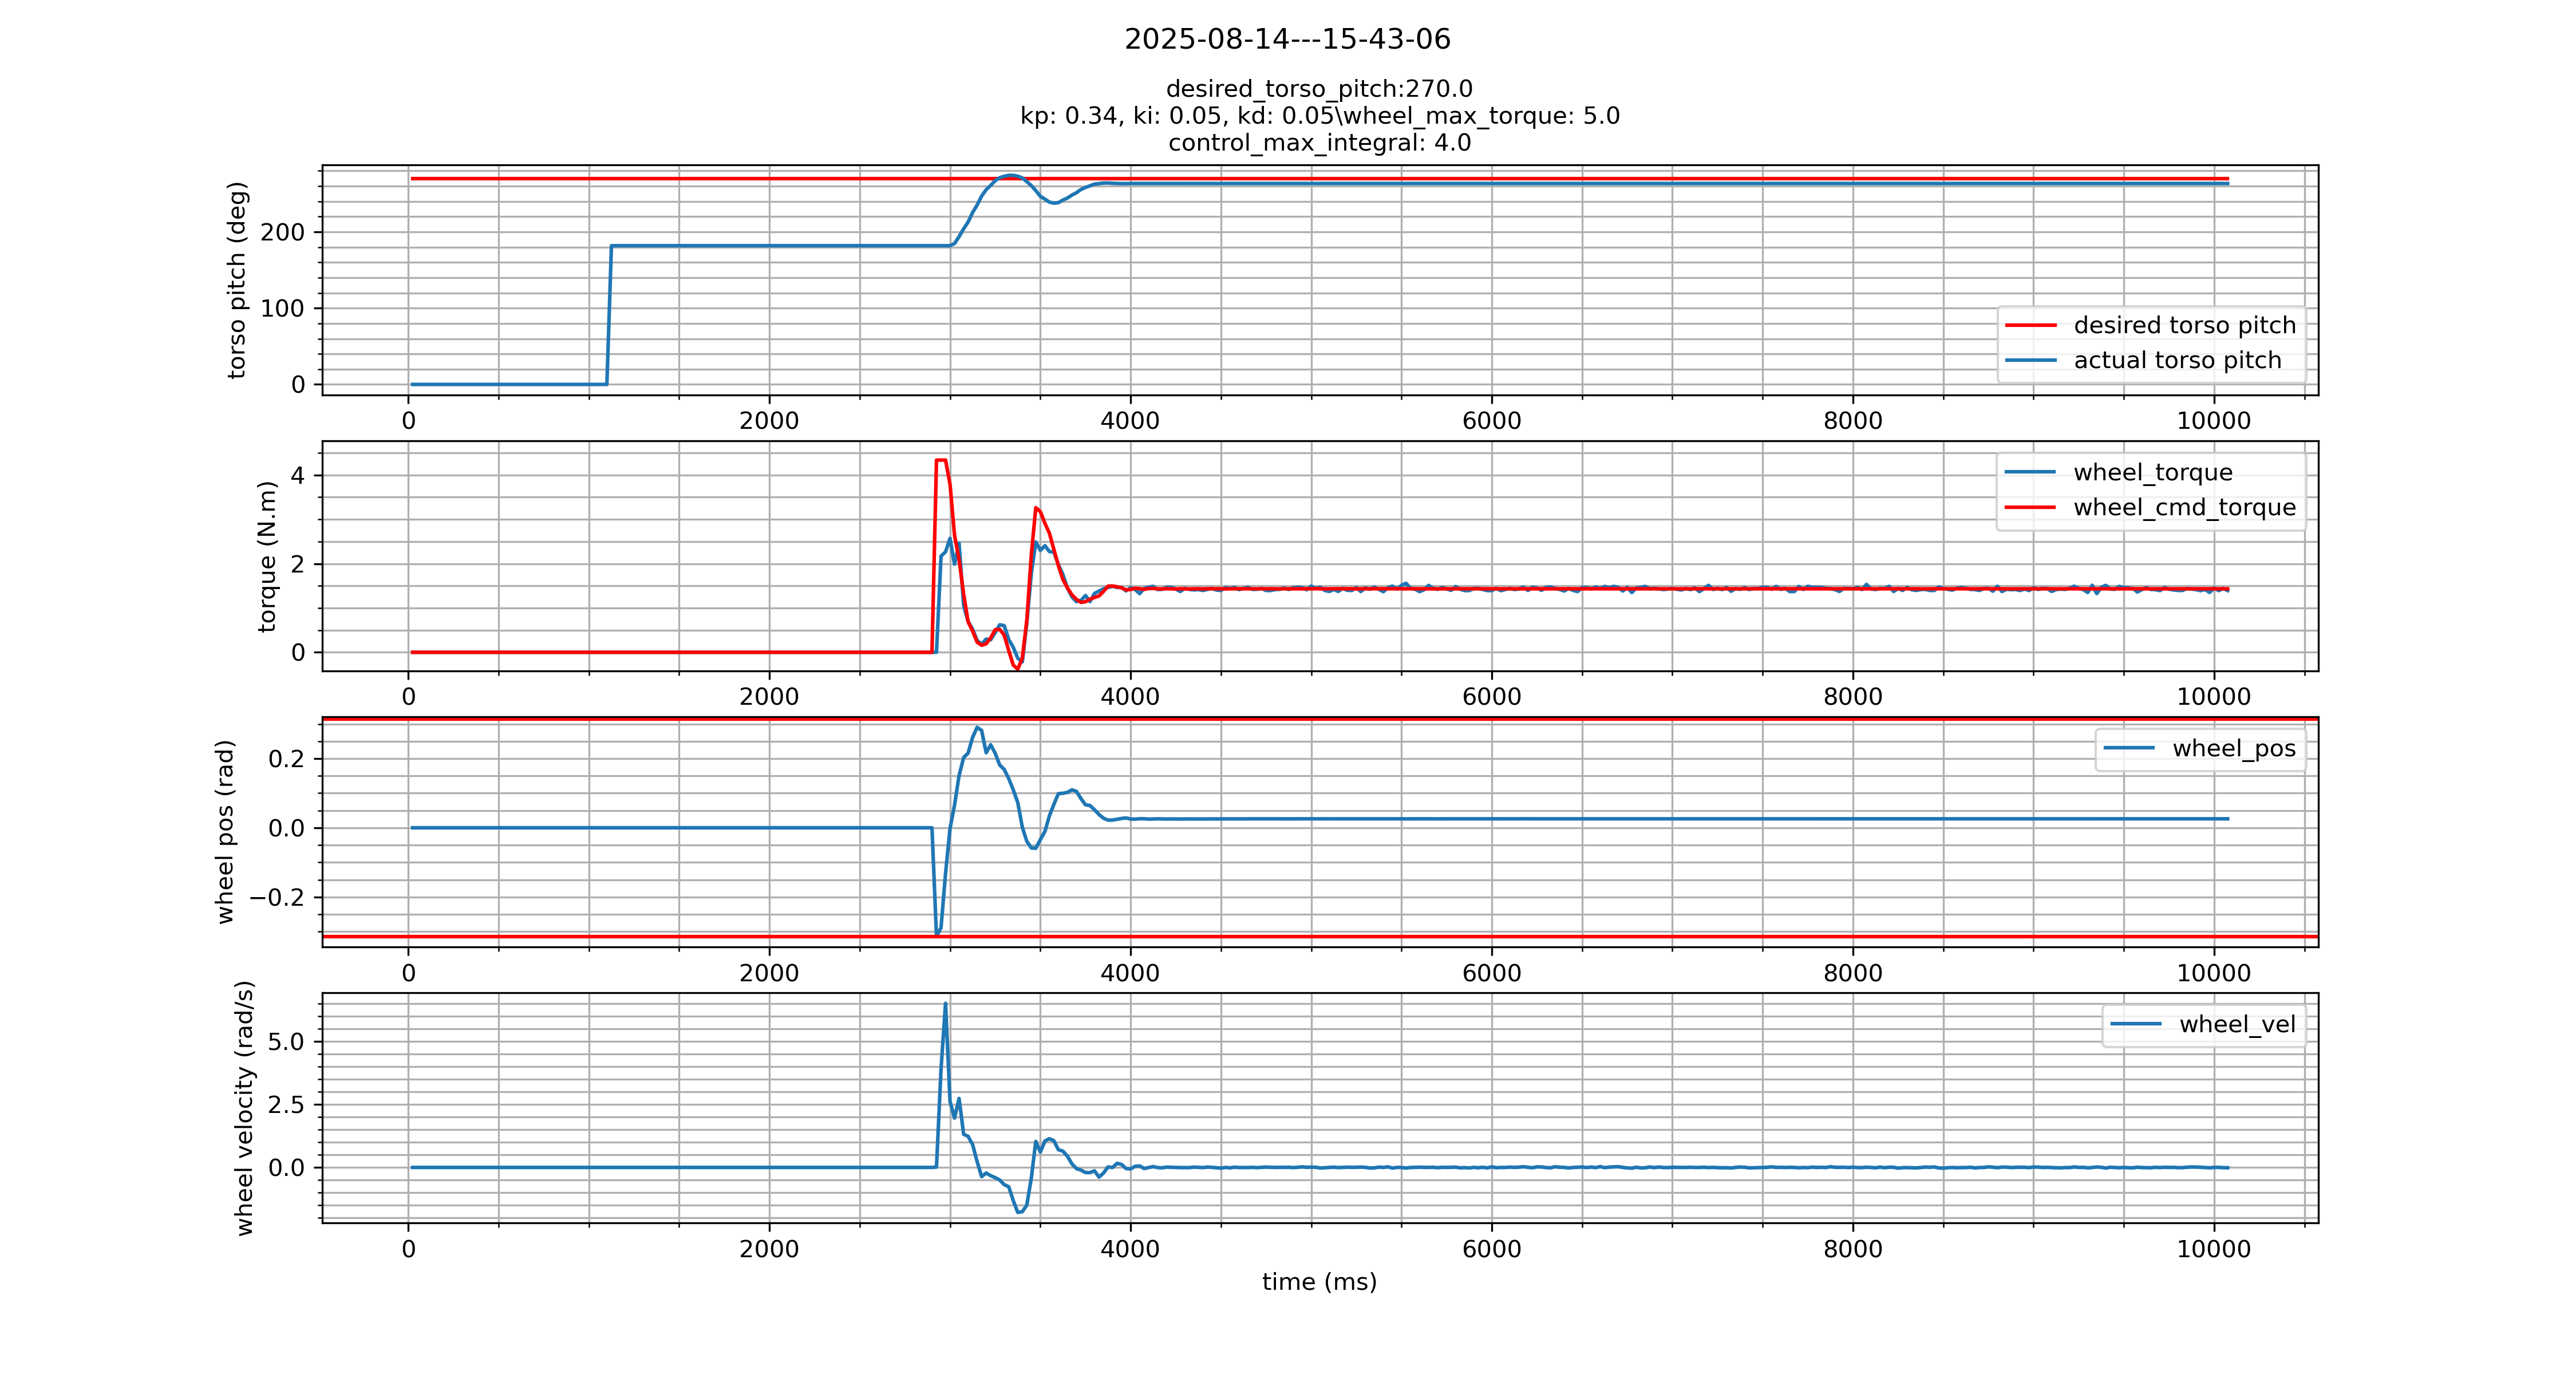 2025-08-14---15-43-06
desired_torso_pitch:270.0
kp: 0.34, ki: 0.05, kd: 0.05\wheel_max_torque: 5.0
control_max_integral: 4.0
torso pitch (deg)
200
100
0
desired torso pitch
actual torso pitch
0 2000 4000 6000 8000 10000
torque (N.m)
4
2
0
wheel_torque
wheel_cmd_torque
0 2000 4000 6000 8000 10000
wheel pos (rad)
0.2
0.0
−0.2
wheel_pos
0 2000 4000 6000 8000 10000
wheel velocity (rad/s)
5.0
2.5
0.0
wheel_vel
0 2000 4000 6000 8000 10000
time (ms)